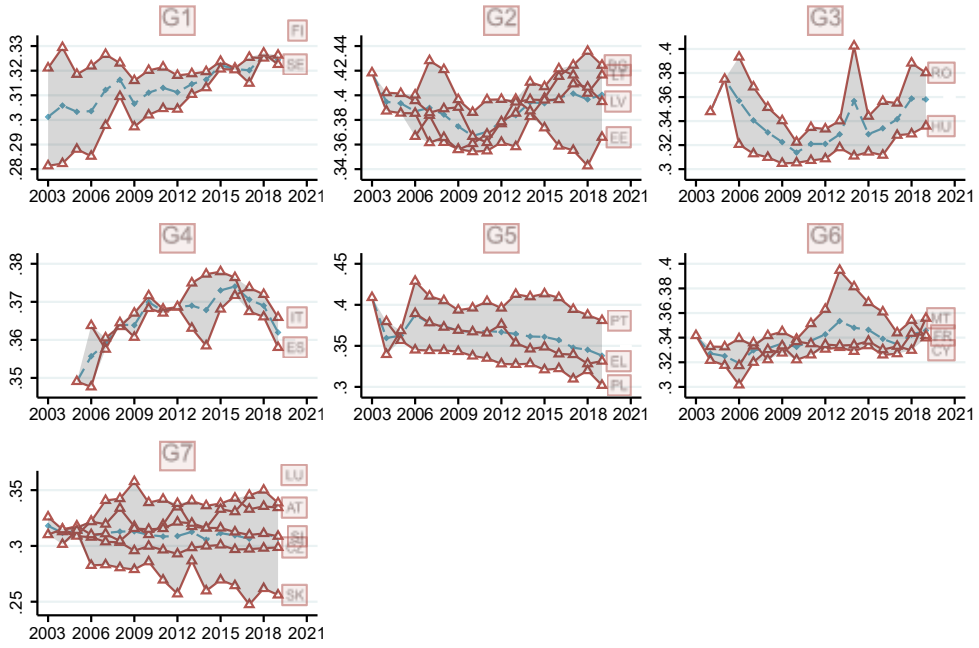 G1
.28.29 .3 .31 .32.33
FI
SE
2003 2006 2009 2012 2015 2018 2021
G2
.34.36.38 .4 .42.44
LT
LV
EE
2003 2006 2009 2012 2015 2018 2021
G3
.3 .32.34.36.38 .4
RO
HU
2003 2006 2009 2012 2015 2018 2021
G4
35 36 37 38
IT
ES
2003 2006 2009 2012 2015 2018 2021
G5
.3 .35 .4 .45
PT
EL
PL
2003 2006 2009 2012 2015 2018 2021
G6
.3 .32.34.36.38 .4
MT
CY
2003 2006 2009 2012 2015 2018 2021
G7
.25 .3 .35
LU
AT
SK
2003 2006 2009 2012 2015 2018 2021